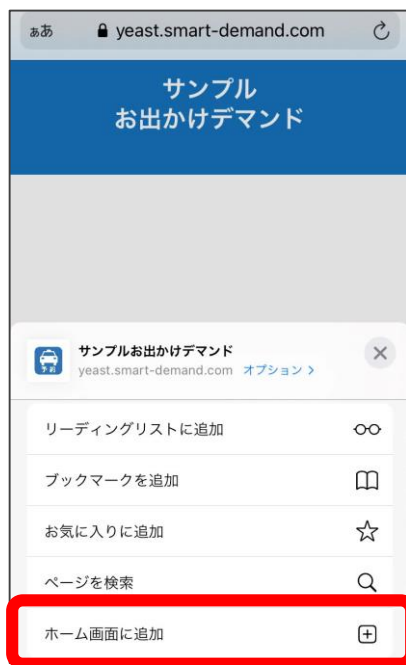 ぁあ yeast.smart-demand.com
サンプル
お出かけデマンド
サンプルお出かけデマンド
予約
yeast.smart-demand.com オプション
リーディングリストに追加
ブックマークを追加
お気に入りに追加
ページを検索
ホーム画面に追加